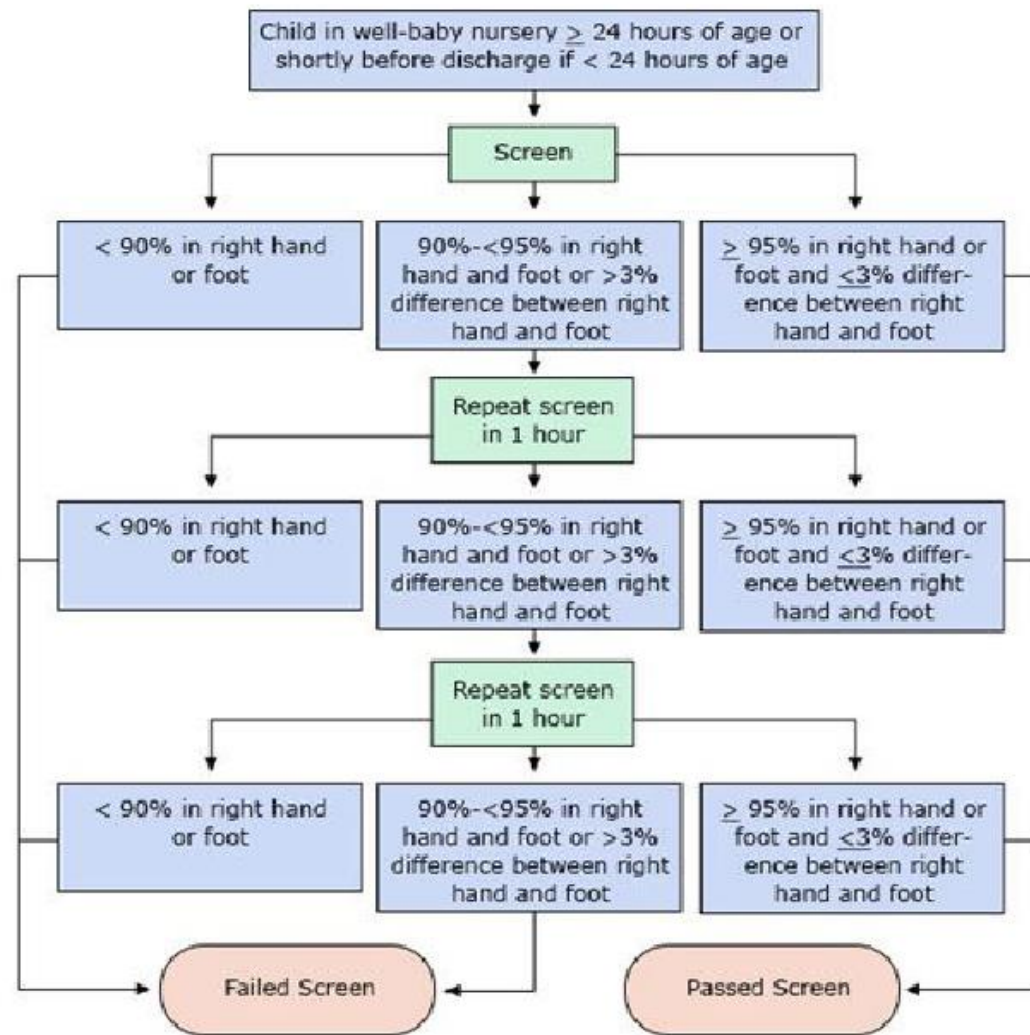 Child in well-baby nursery ≥ 24 hours of age or
shortly before discharge if < 24 hours of age
Screen
< 90% in right hand
or foot
90%-<95% in right
hand and foot or >3%
difference between right
hand and foot
≥ 95% in right hand or
foot and ≤3% differ-
ence between right
hand and foot
Repeat screen
in 1 hour
< 90% in right hand
or foot
90%-<95% in right
hand and foot or >3%
difference between right
hand and foot
≥ 95% in right hand or
foot and ≤3% differ-
ence between right
hand and foot
Repeat screen
in 1 hour
< 90% in right hand
or foot
90%-<95% in right
hand and foot or >3%
difference between right
hand and foot
≥ 95% in right hand or
foot and ≤3% differ-
ence between right
hand and foot
Failed Screen
Passed Screen